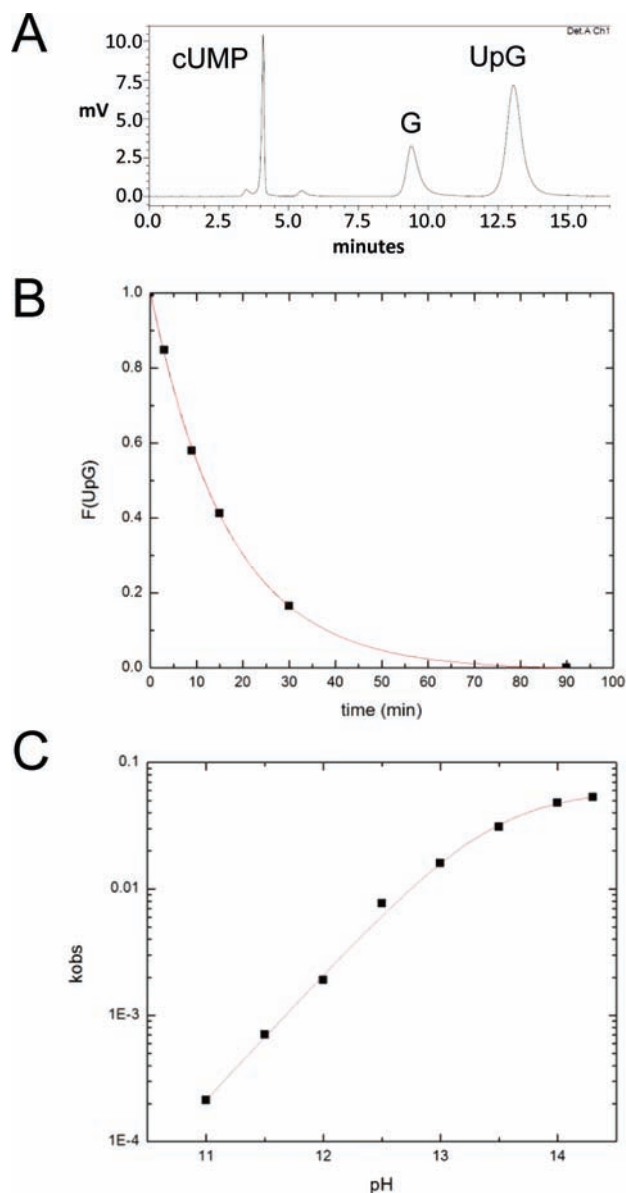 A
Det.A Ch1
cUMP
UpG
G
10.0
7.5
mV
5.0
2.5
0.0
0.0 2.5 5.0 7.5 10.0 12.5 15.0
minutes
B
1.0
0.8
0.6
F(UpG)
0.4
0.2
0.0
0 10 20 30 40 50 60 70 80 90 100
time (min)
C
0.1
0.01
kobs
1E-3
1E-4
11 12 13 14
pH